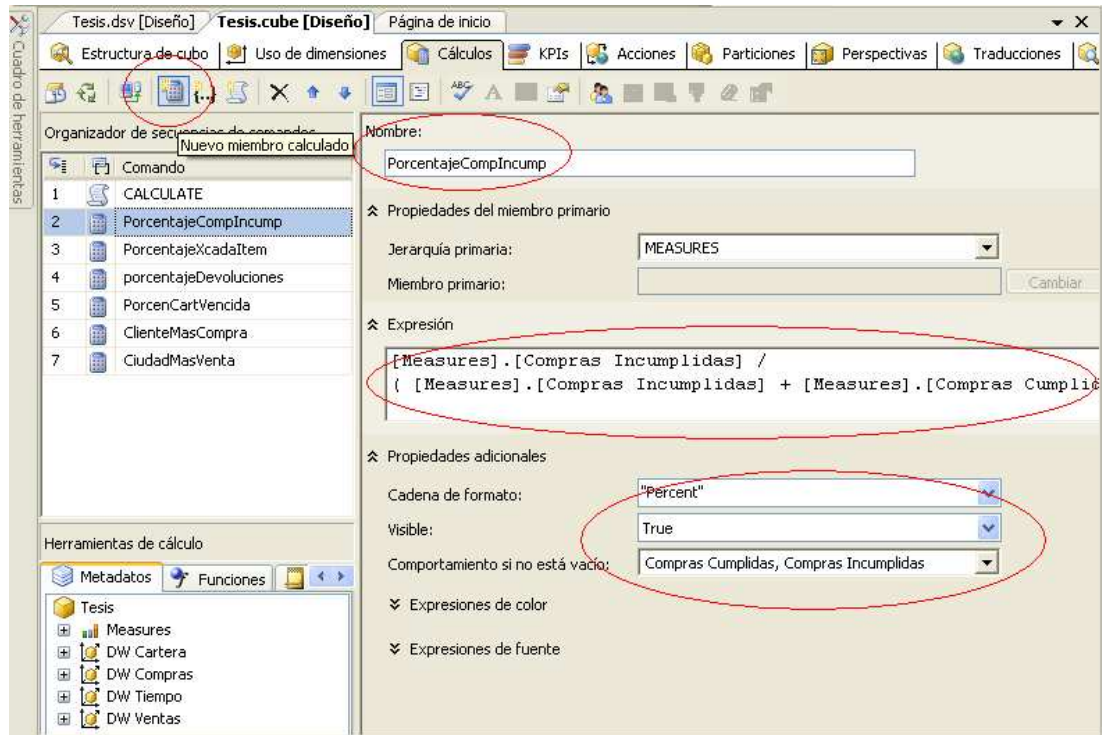 Tesis.dsv [Diseño] Tesis.cube [Diseño] Página de inicio
Estructura de cubo Uso de dimensiones Cálculos KPIs Acciones Particiones Perspectivas Traducciones
Cuadro de herramientas
Organizador de secuencias de comandos
Nuevo miembro calculado
Comando
1 CALCULATE
2 PorcentajeCompIncump
3 PorcentajeXcadaItem
4 porcentajeDevoluciones
5 PorcenCartVencida
6 ClienteMasCompra
7 CiudadMasVenta
Herramientas de cálculo
Metadatos Funciones
Tesis
Measures
DW Cartera
DW Compras
DW Tiempo
DW Ventas
Nombre:
PorcentajeCompIncump
Propiedades del miembro primario
Jerarquía primaria: MEASURES
Miembro primario: Cambiar
Expresión
[Measures].[Compras Incumplidas] /
( [Measures].[Compras Incumplidas] + [Measures].[Compras Cumplid
Propiedades adicionales
Cadena de formato: "Percent"
Visible: True
Comportamiento si no está vacío: Compras Cumplidas, Compras Incumplidas
Expresiones de color
Expresiones de fuente